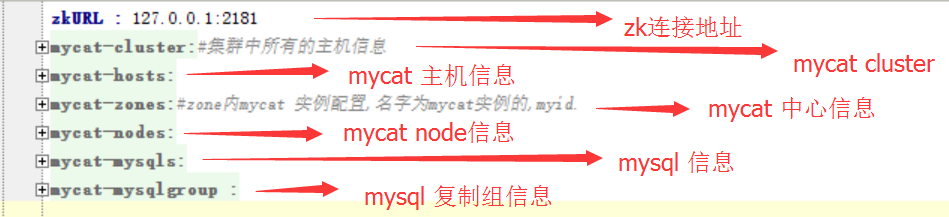 zkURL : 127.0.0.1:2181
zk连接地址
mycat-cluster:#集群中所有的主机信息
mycat cluster
mycat-hosts:
mycat 主机信息
mycat-zones:#zone内mycat 实例配置,名字为mycat实例的,myid.
mycat 中心信息
mycat-nodes:
mycat node信息
mycat-mysqls:
mysql 信息
mycat-mysqlgroup :
mysql 复制组信息